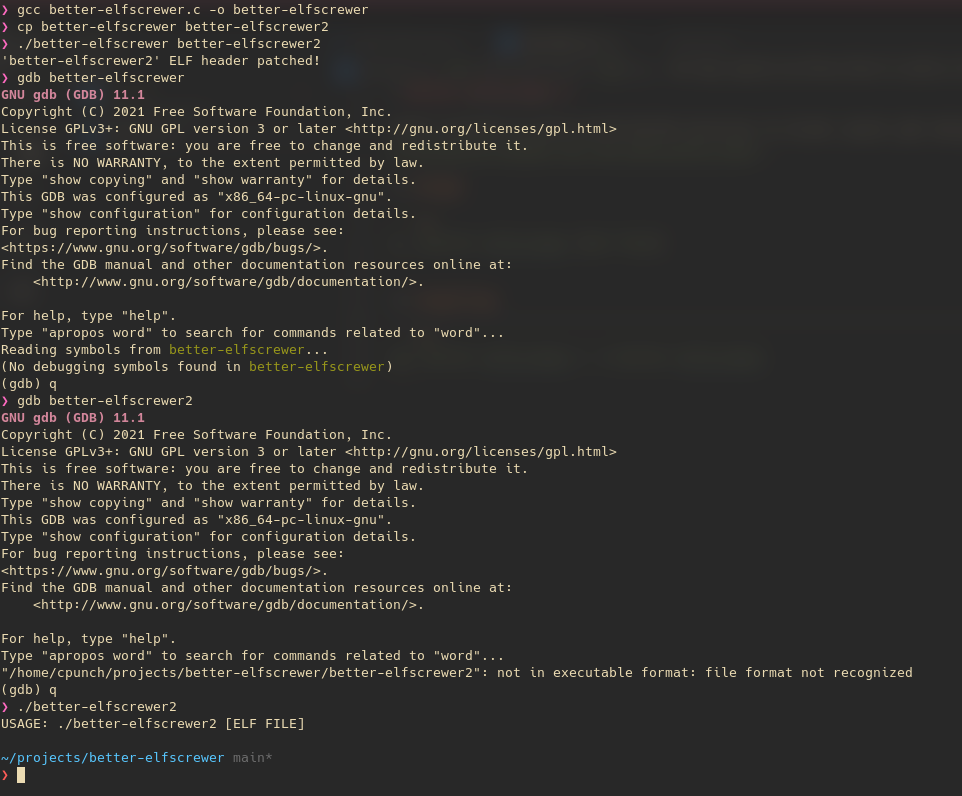 ❯ gcc better-elfscrewer.c -o better-elfscrewer
❯ cp better-elfscrewer better-elfscrewer2
❯ ./better-elfscrewer better-elfscrewer2
'better-elfscrewer2' ELF header patched!
❯ gdb better-elfscrewer
GNU gdb (GDB) 11.1
Copyright (C) 2021 Free Software Foundation, Inc.
License GPLv3+: GNU GPL version 3 or later <http://gnu.org/licenses/gpl.html>
This is free software: you are free to change and redistribute it.
There is NO WARRANTY, to the extent permitted by law.
Type "show copying" and "show warranty" for details.
This GDB was configured as "x86_64-pc-linux-gnu".
Type "show configuration" for configuration details.
For bug reporting instructions, please see:
<https://www.gnu.org/software/gdb/bugs/>.
Find the GDB manual and other documentation resources online at:
    <http://www.gnu.org/software/gdb/documentation/>.

For help, type "help".
Type "apropos word" to search for commands related to "word"...
Reading symbols from better-elfscrewer...
(No debugging symbols found in better-elfscrewer)
(gdb) q
❯ gdb better-elfscrewer2
GNU gdb (GDB) 11.1
Copyright (C) 2021 Free Software Foundation, Inc.
License GPLv3+: GNU GPL version 3 or later <http://gnu.org/licenses/gpl.html>
This is free software: you are free to change and redistribute it.
There is NO WARRANTY, to the extent permitted by law.
Type "show copying" and "show warranty" for details.
This GDB was configured as "x86_64-pc-linux-gnu".
Type "show configuration" for configuration details.
For bug reporting instructions, please see:
<https://www.gnu.org/software/gdb/bugs/>.
Find the GDB manual and other documentation resources online at:
    <http://www.gnu.org/software/gdb/documentation/>.

For help, type "help".
Type "apropos word" to search for commands related to "word"...
"/home/cpunch/projects/better-elfscrewer/better-elfscrewer2": not in executable format: file format not recognized
(gdb) q
❯ ./better-elfscrewer2
USAGE: ./better-elfscrewer2 [ELF FILE]

~/projects/better-elfscrewer main*
❯